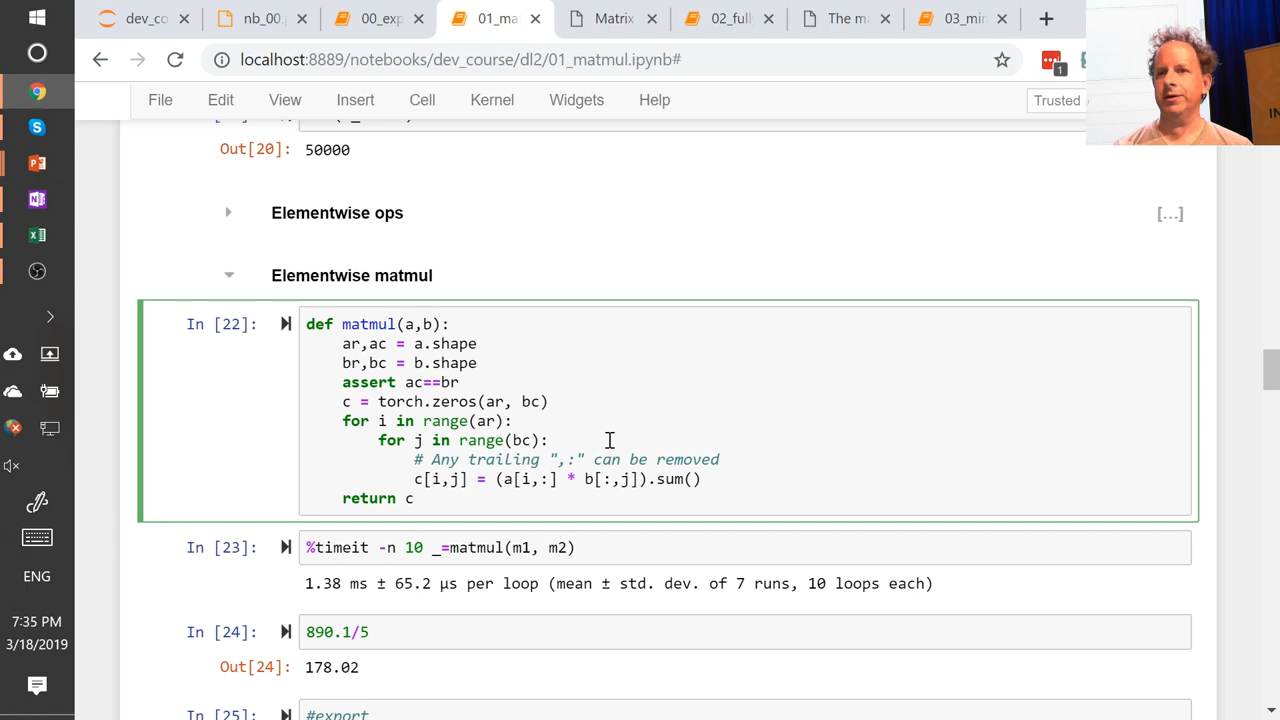 dev_co
nb_00.
00_exp
01_ma
Matrix
02_full
The m
03_min
localhost:8889/notebooks/dev_course/dl2/01_matmul.ipynb#
1
File Edit View Insert Cell Kernel Widgets Help
Trusted
IN
Out[20]: 50000
Elementwise ops
[...]
Elementwise matmul
In [22]:
def matmul(a,b):
    ar,ac = a.shape
    br,bc = b.shape
    assert ac==br
    c = torch.zeros(ar, bc)
    for i in range(ar):
        for j in range(bc):
            # Any trailing ",:" can be removed
            c[i,j] = (a[i,:] * b[:,j]).sum()
    return c
In [23]: %timeit -n 10 _=matmul(m1, m2)
1.38 ms ± 65.2 µs per loop (mean ± std. dev. of 7 runs, 10 loops each)
In [24]: 890.1/5
Out[24]: 178.02
In [25]: #export
ENG
7:35 PM
3/18/2019